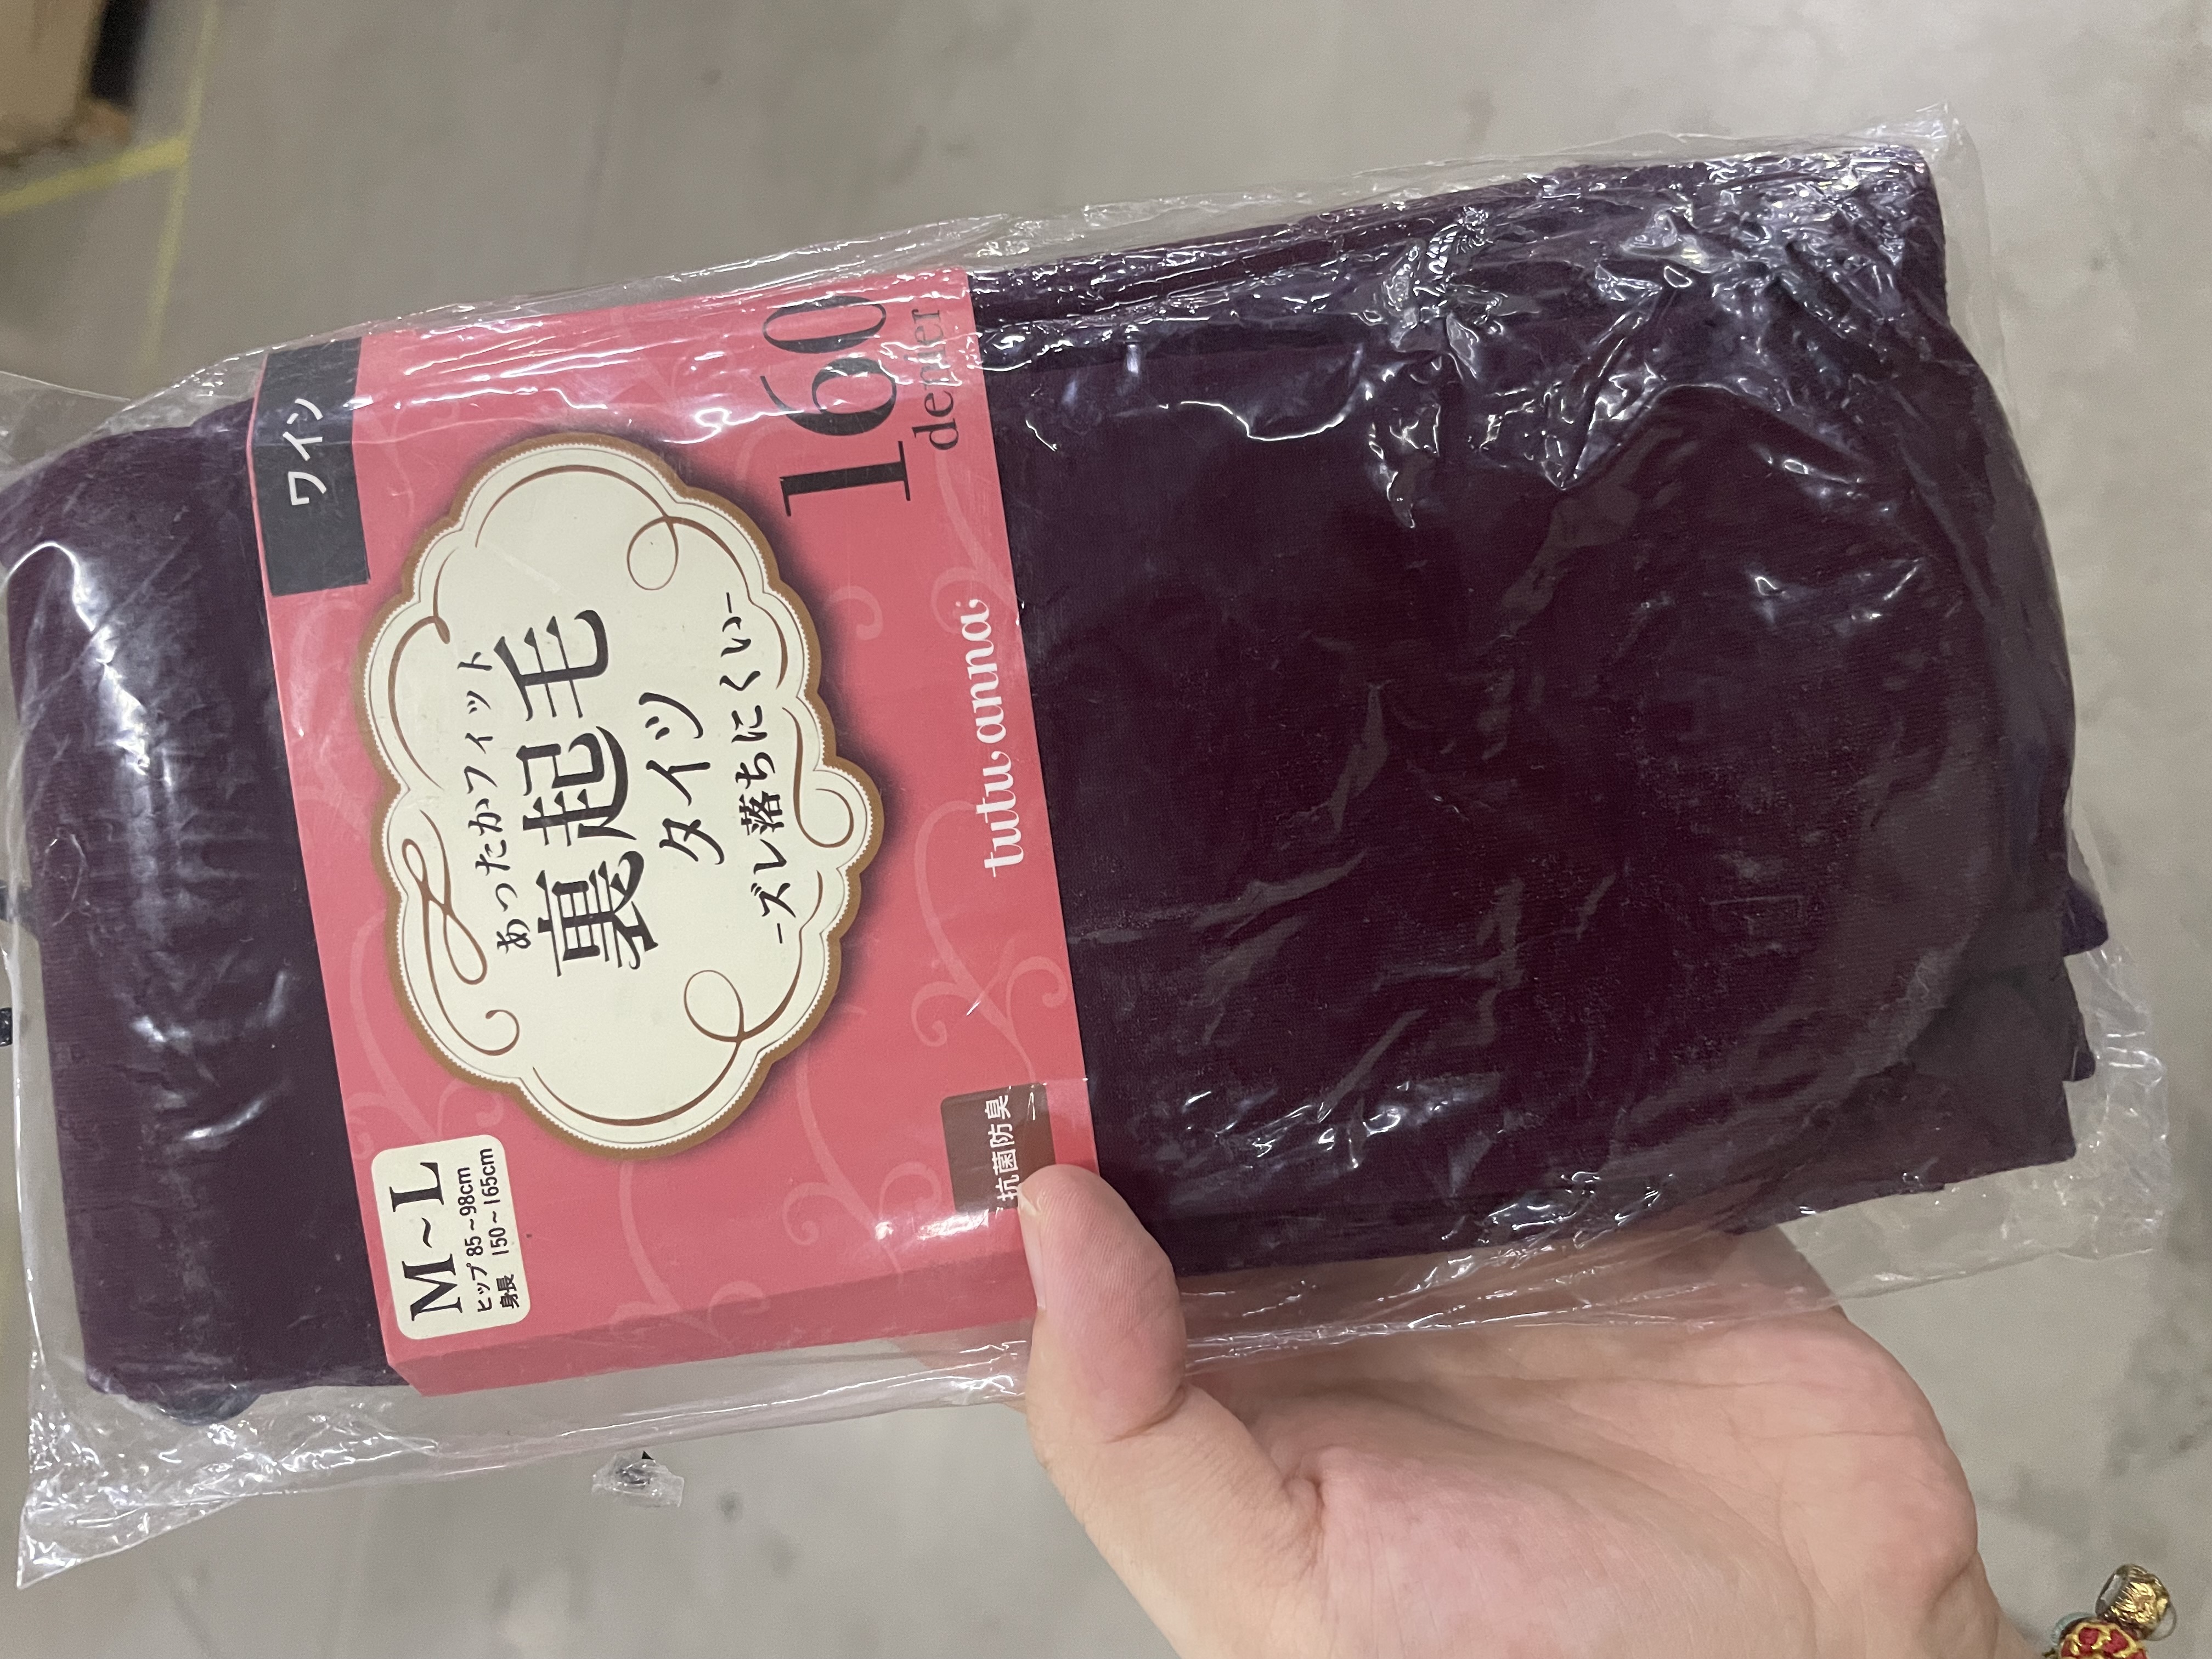 ワイン
160
denier
あったかフィット
裏起毛
タイツ
-ズレ落ちにくい-
tutuanna
M~L
ヒップ 85~98cm
身長 150~165cm
抗菌防臭